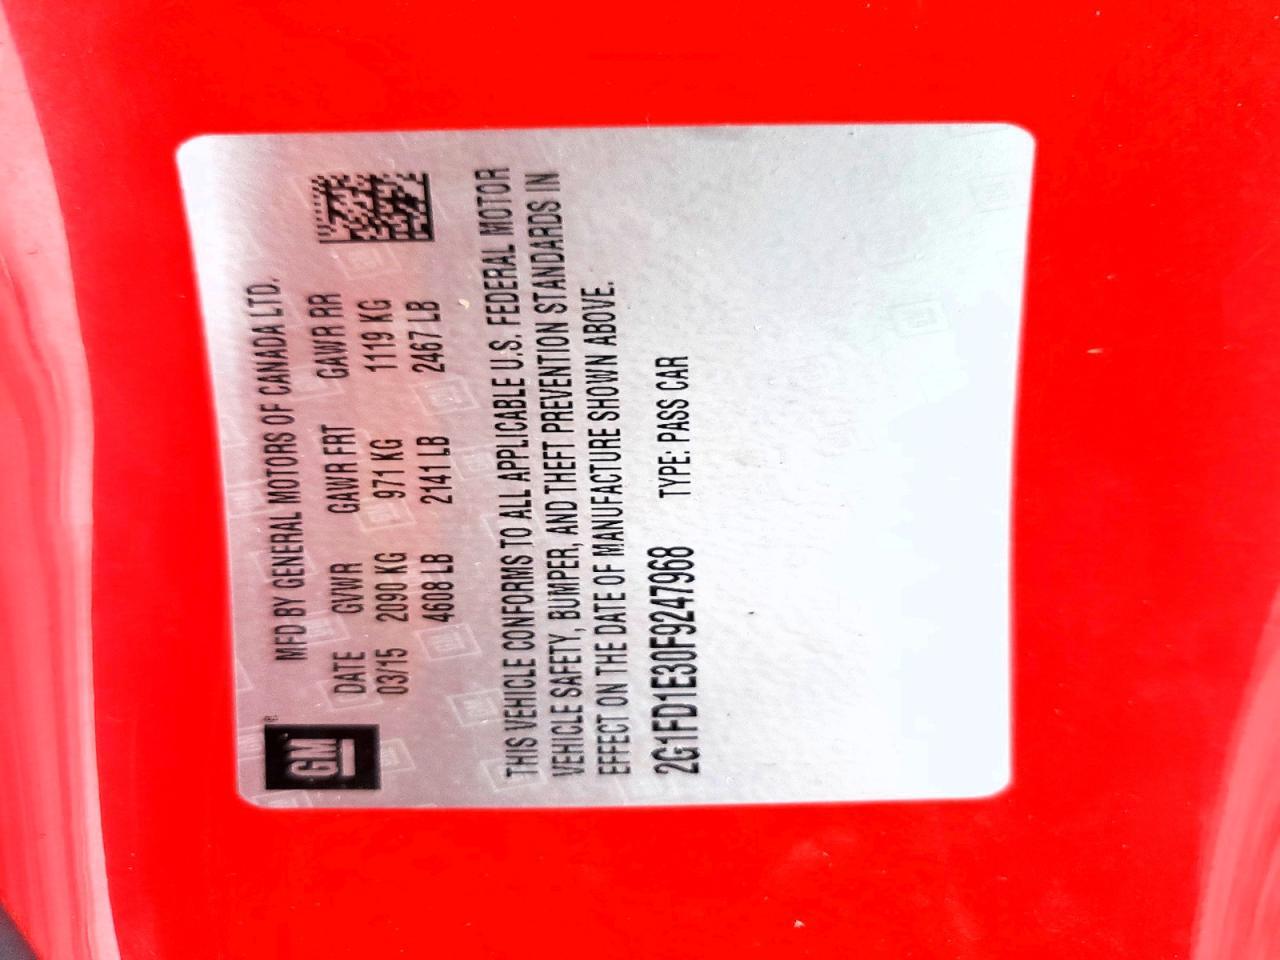 GM®
MFD BY GENERAL MOTORS OF CANADA LTD.
DATE GVWR GAWR FRT GAWR RR
03/15 2090 KG 971 KG 1119 KG
4608 LB 2141 LB 2467 LB
THIS VEHICLE CONFORMS TO ALL APPLICABLE U.S. FEDERAL MOTOR
VEHICLE SAFETY, BUMPER, AND THEFT PREVENTION STANDARDS IN
EFFECT ON THE DATE OF MANUFACTURE SHOWN ABOVE.
2G1FD1E30F9247968 TYPE: PASS CAR